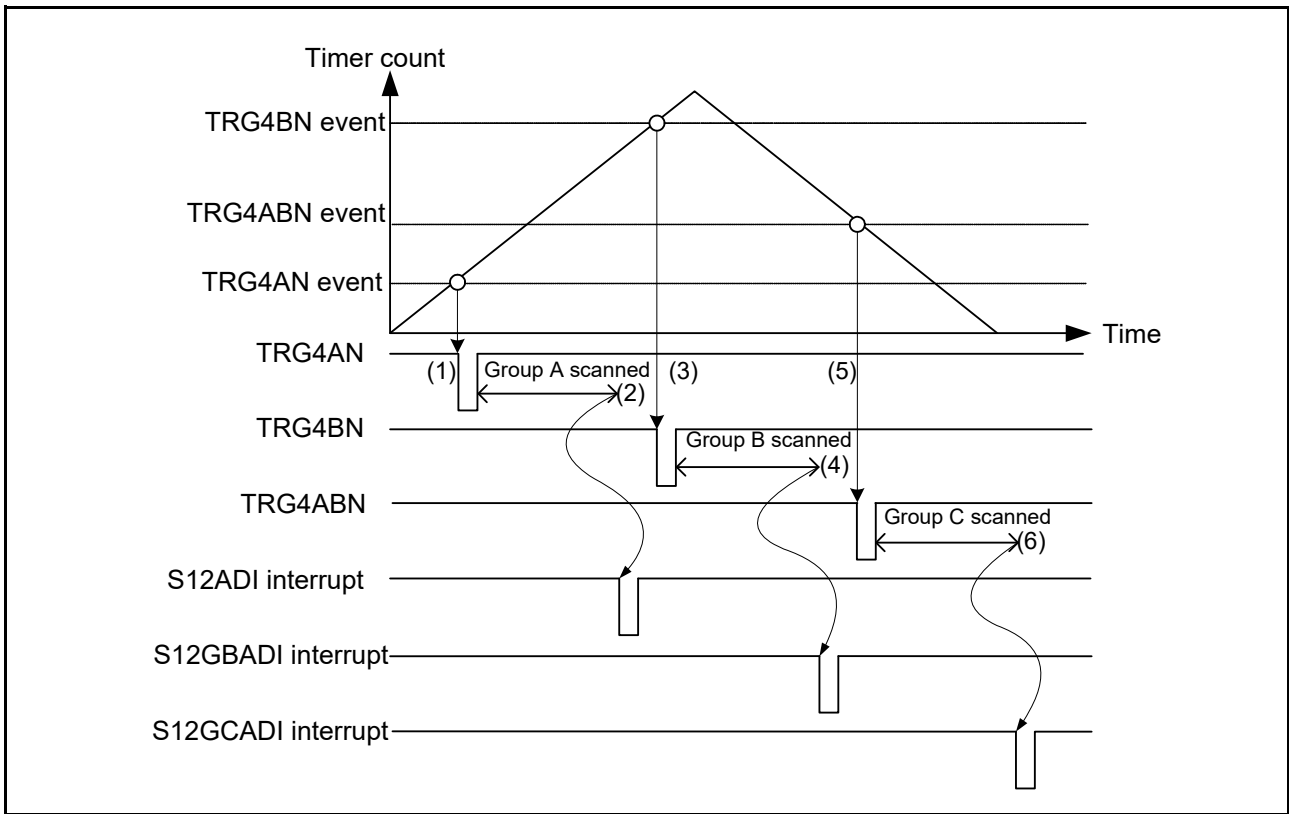 Timer count
TRG4BN event
TRG4ABN event
TRG4AN event
Time
TRG4AN
(1)
Group A scanned
(2)
(3)
(5)
TRG4BN
Group B scanned
(4)
TRG4ABN
Group C scanned
(6)
S12ADI interrupt
S12GBADI interrupt
S12GCADI interrupt